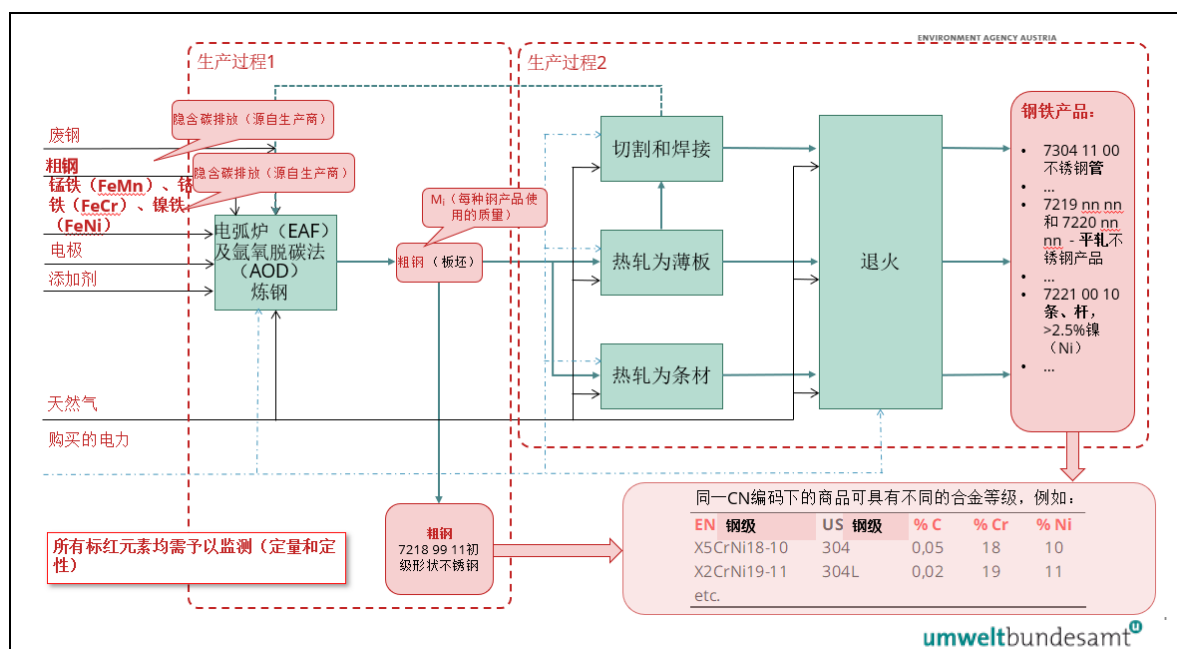 ENVIRONMENT AGENCY AUSTRIA
生产过程1
生产过程2
隐含碳排放（源自生产商）
废钢
粗钢
隐含碳排放（源自生产商）
锰铁（FeMn）、铬
铁（FeCr）、镍铁
（FeNi）
电极
添加剂
电弧炉（EAF）
及氩氧脱碳法
（AOD）
炼钢
Mi（每种钢产品使
用的质量）
粗钢（板坯）
切割和焊接
热轧为薄板
热轧为条材
退火
钢铁产品：
• 7304 11 00
不锈钢管
• ...
• 7219 nn nn
和 7220 nn
nn - 平轧不
锈钢产品
• ...
• 7221 00 10
条、杆，
>2.5%镍
（Ni）
• ...
天然气
购买的电力
所有标红元素均需予以监测（定量和定
性）
粗钢
7218 99 11初
级形状不锈钢
同一CN编码下的商品可具有不同的合金等级，例如：
EN 钢级 US 钢级 % C % Cr % Ni
X5CrNi18-10 304 0,05 18 10
X2CrNi19-11 304L 0,02 19 11
etc.
umweltbundesamt u